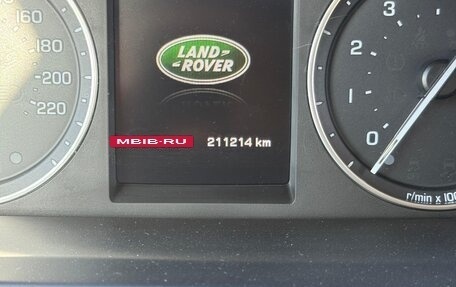 160
180
200
220
LAND
ROVER
MBIB-RU
211214 km
3
2
1
0
r/min x 100